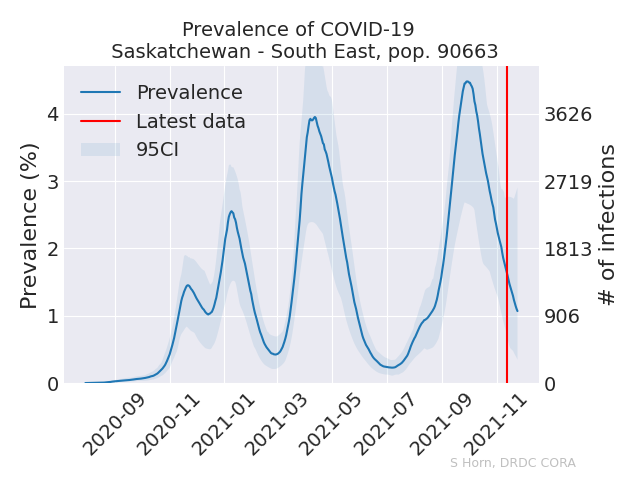 Prevalence of COVID-19
Saskatchewan - South East, pop. 90663
Prevalence
Latest data
95CI
Prevalence (%)
4
3
2
1
0
# of infections
3626
2719
1813
906
0
2020-09
2020-11
2021-01
2021-03
2021-05
2021-07
2021-09
2021-11
S Horn, DRDC CORA